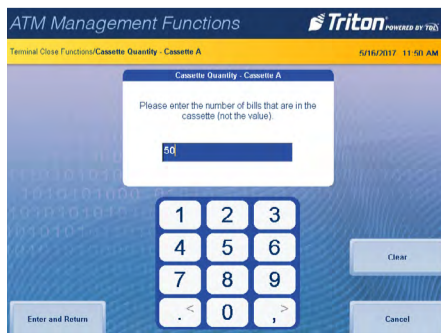 ATM Management Functions
Triton POWERED BY TDL
Terminal Close Functions/Cassette Quantity - Cassette A
5/16/2017 11:50 AM
Cassette Quantity - Cassette A
Please enter the number of bills that are in the
cassette (not the value).
50
1 2 3
4 5 6
7 8 9
.< 0 ,>
Clear
Enter and Return
Cancel